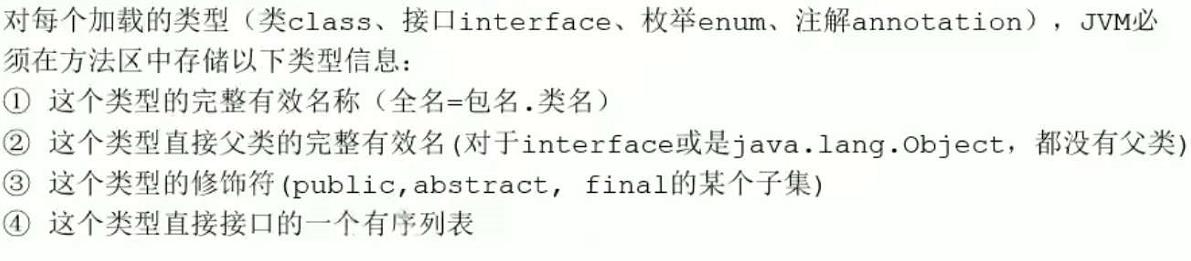 对每个加载的类型（类class、接口interface、枚举enum、注解annotation），JVM必
须在方法区中存储以下类型信息：
① 这个类型的完整有效名称（全名=包名.类名）
② 这个类型直接父类的完整有效名(对于interface或是java.lang.Object，都没有父类)
③ 这个类型的修饰符(public,abstract, final的某个子集)
④ 这个类型直接接口的一个有序列表